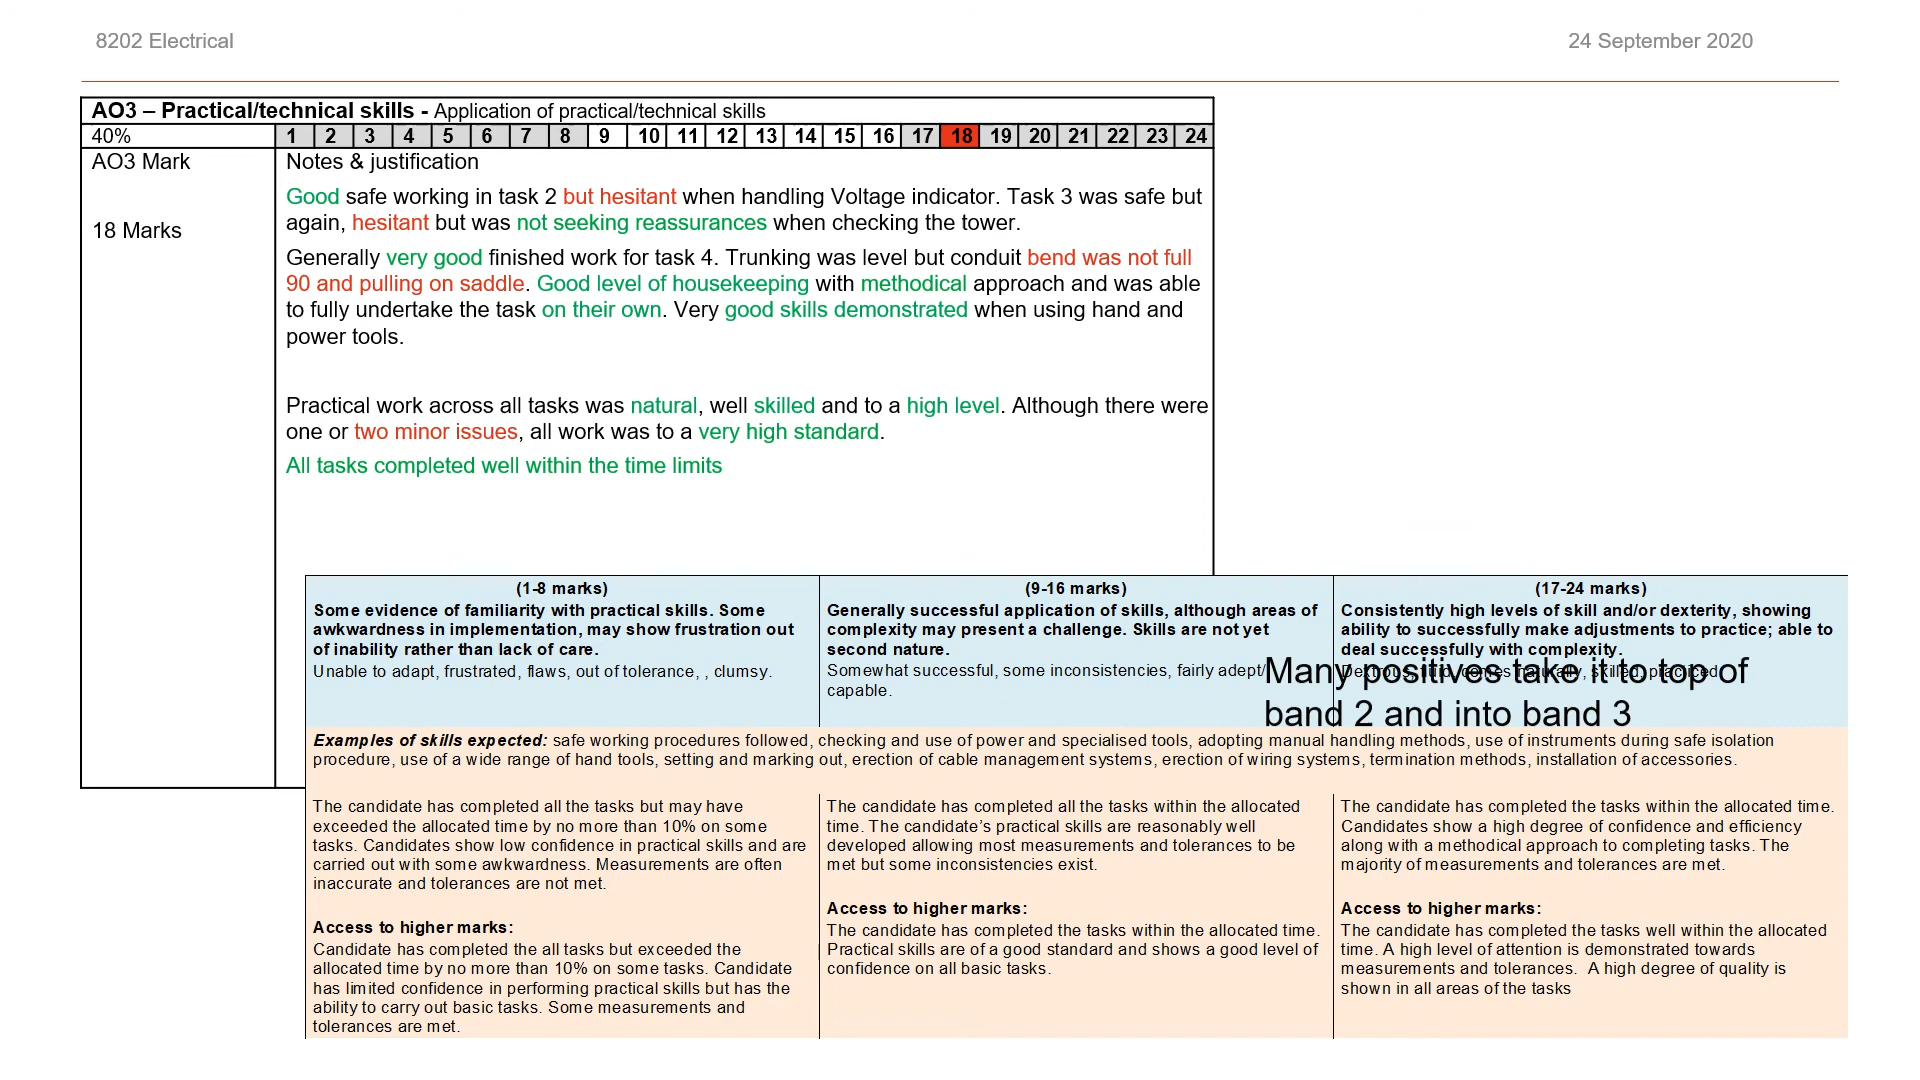 8202 Electrical
24 September 2020
AO3 – Practical/technical skills - Application of practical/technical skills
40% 1 2 3 4 5 6 7 8 9 10 11 12 13 14 15 16 17 18 19 20 21 22 23 24
AO3 Mark
18 Marks
Notes & justification
Good safe working in task 2 but hesitant when handling Voltage indicator. Task 3 was safe but
again, hesitant but was not seeking reassurances when checking the tower.
Generally very good finished work for task 4. Trunking was level but conduit bend was not full
90 and pulling on saddle. Good level of housekeeping with methodical approach and was able
to fully undertake the task on their own. Very good skills demonstrated when using hand and
power tools.
Practical work across all tasks was natural, well skilled and to a high level. Although there were
one or two minor issues, all work was to a very high standard.
All tasks completed well within the time limits
(1-8 marks)
Some evidence of familiarity with practical skills. Some
awkwardness in implementation, may show frustration out
of inability rather than lack of care.
Unable to adapt, frustrated, flaws, out of tolerance, , clumsy.
(9-16 marks)
Generally successful application of skills, although areas of
complexity may present a challenge. Skills are not yet
second nature.
Somewhat successful, some inconsistencies, fairly adept/
capable.
(17-24 marks)
Consistently high levels of skill and/or dexterity, showing
ability to successfully make adjustments to practice; able to
deal successfully with complexity.
Dextrous, fluid, comes naturally, skilled, practiced
Many positives take it to top of
band 2 and into band 3
Examples of skills expected: safe working procedures followed, checking and use of power and specialised tools, adopting manual handling methods, use of instruments during safe isolation
procedure, use of a wide range of hand tools, setting and marking out, erection of cable management systems, erection of wiring systems, termination methods, installation of accessories.
The candidate has completed all the tasks but may have
exceeded the allocated time by no more than 10% on some
tasks. Candidates show low confidence in practical skills and are
carried out with some awkwardness. Measurements are often
inaccurate and tolerances are not met.
Access to higher marks:
Candidate has completed the all tasks but exceeded the
allocated time by no more than 10% on some tasks. Candidate
has limited confidence in performing practical skills but has the
ability to carry out basic tasks. Some measurements and
tolerances are met.
The candidate has completed all the tasks within the allocated
time. The candidate’s practical skills are reasonably well
developed allowing most measurements and tolerances to be
met but some inconsistencies exist.
Access to higher marks:
The candidate has completed the tasks within the allocated time.
Practical skills are of a good standard and shows a good level of
confidence on all basic tasks.
The candidate has completed the tasks within the allocated time.
Candidates show a high degree of confidence and efficiency
along with a methodical approach to completing tasks. The
majority of measurements and tolerances are met.
Access to higher marks:
The candidate has completed the tasks well within the allocated
time. A high level of attention is demonstrated towards
measurements and tolerances. A high degree of quality is
shown in all areas of the tasks